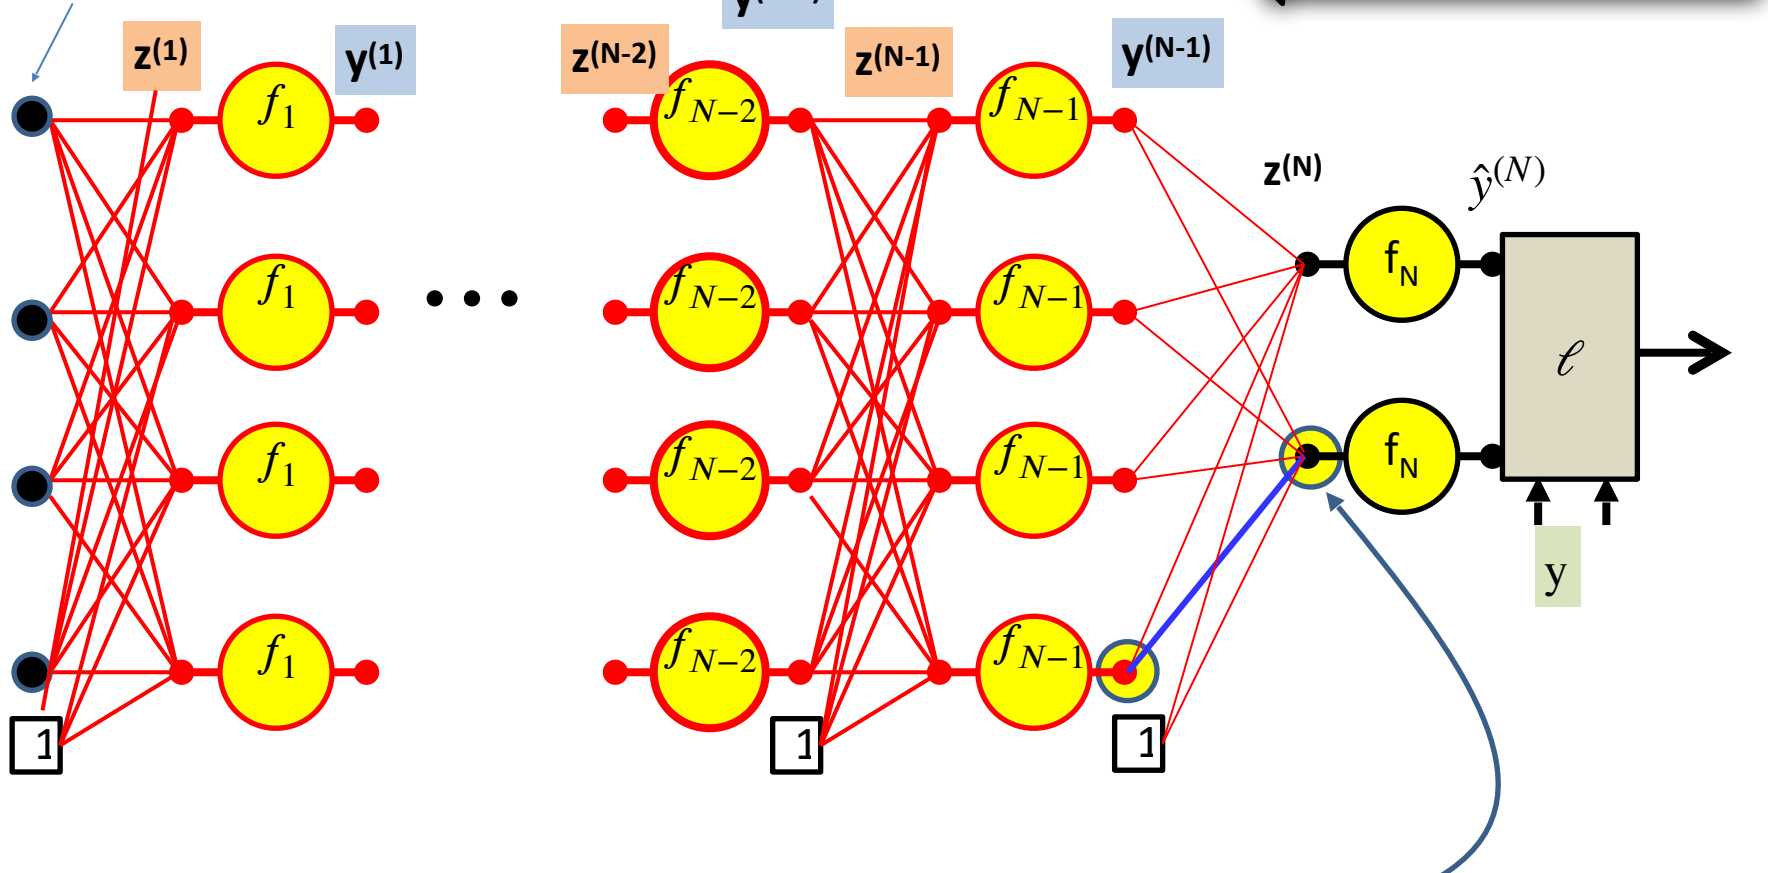 z(1)
y(1)
z(N-2)
z(N-1)
y(N-1)
f1
fN−2
fN−1
z(N)
ŷ(N)
f1
fN−2
fN−1
fN
ℓ
f1
fN−2
fN−1
fN
y
f1
fN−2
fN−1
1
1
1